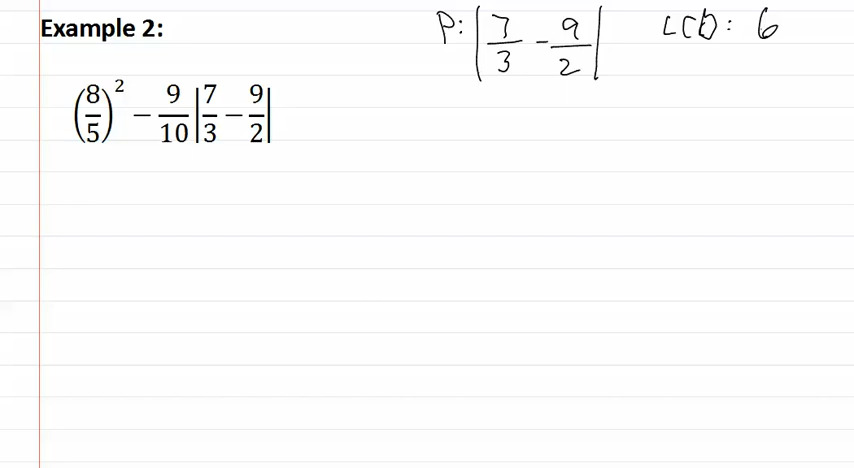 Example 2:
P: |7/3 - 9/2| LCD: 6
(8/5)² − 9/10 |7/3 − 9/2|